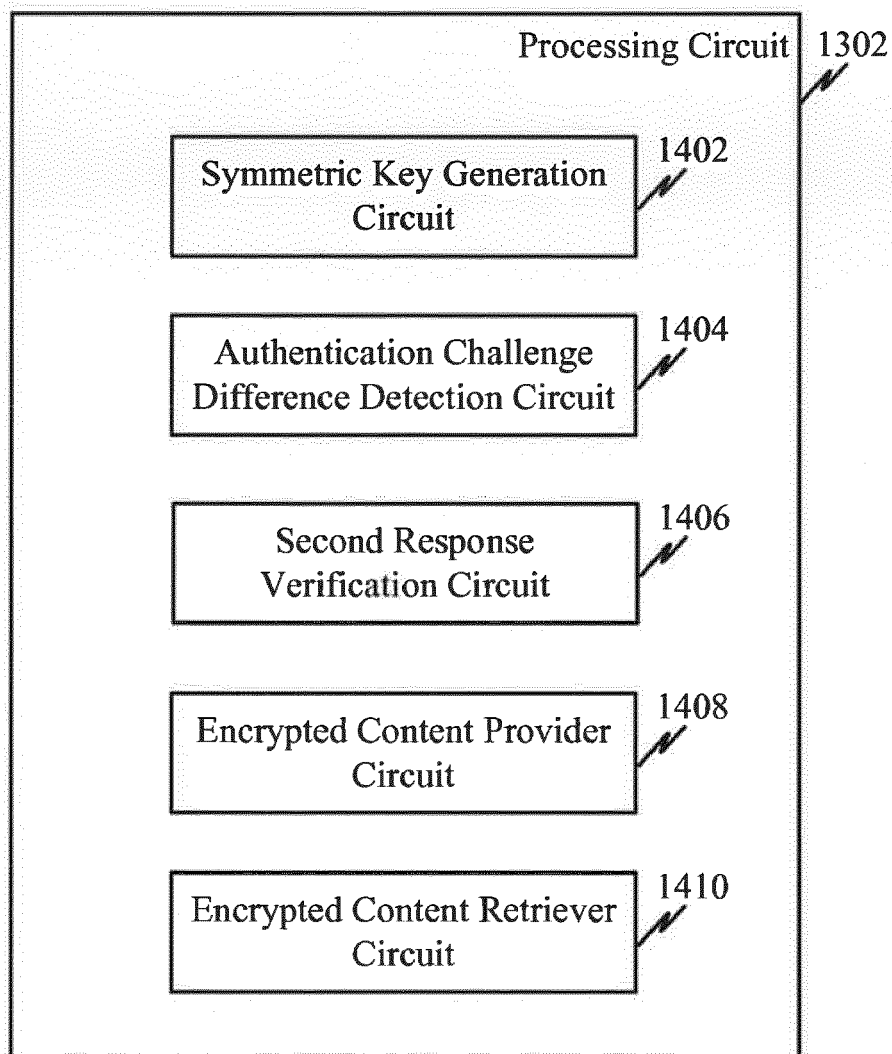 Processing Circuit 1302
1402
Symmetric Key Generation
Circuit
1404
Authentication Challenge
Difference Detection Circuit
1406
Second Response
Verification Circuit
1408
Encrypted Content Provider
Circuit
1410
Encrypted Content Retriever
Circuit